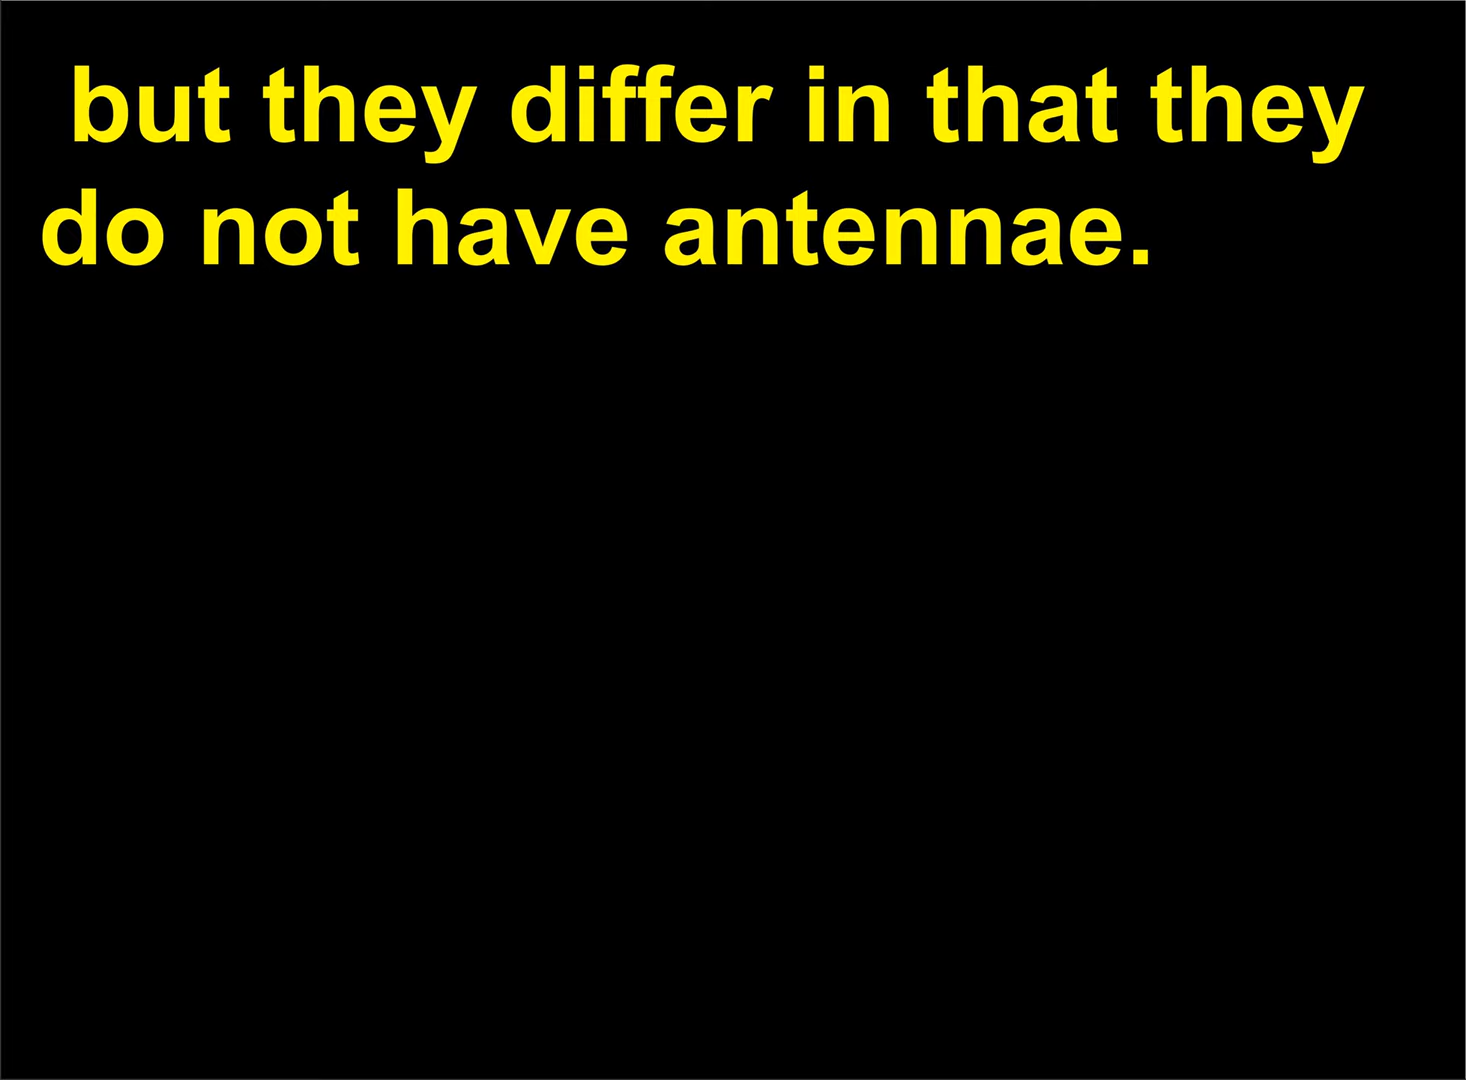 but they differ in that they
do not have antennae.